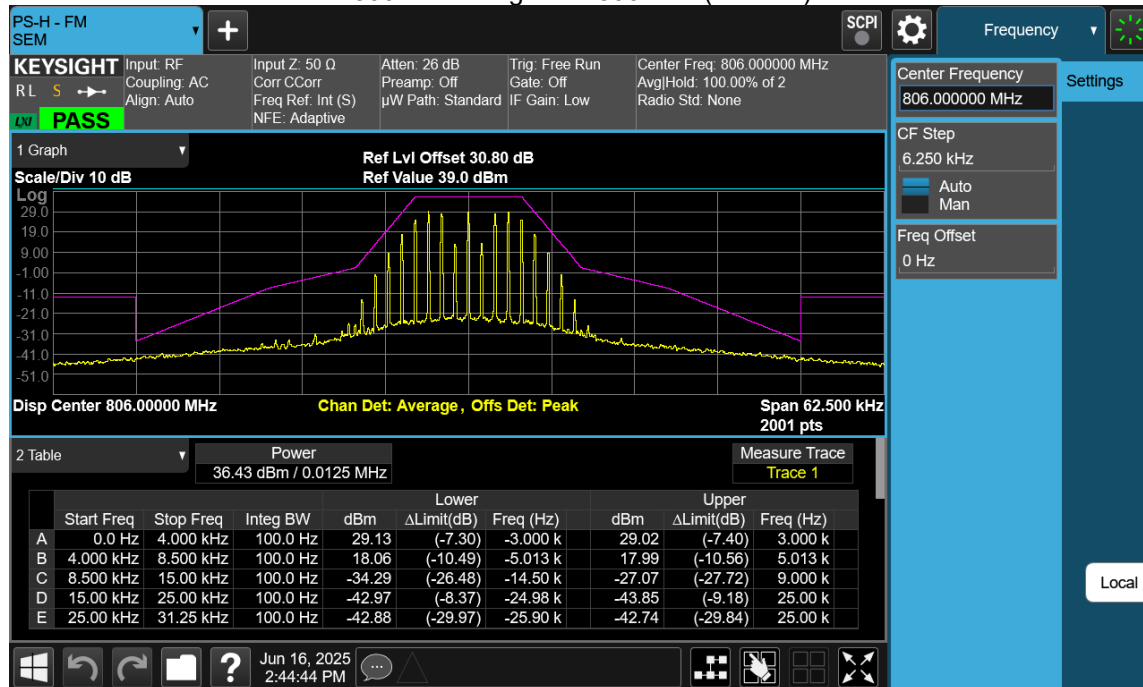 PS-H - FM
SEM
SCPI
Frequency
KEYSIGHT
R L S
LXI PASS
Input: RF
Coupling: AC
Align: Auto
Input Z: 50 Ω
Corr CCorr
Freq Ref: Int (S)
NFE: Adaptive
Atten: 26 dB
Preamp: Off
µW Path: Standard
Trig: Free Run
Gate: Off
IF Gain: Low
Center Freq: 806.000000 MHz
Avg|Hold: 100.00% of 2
Radio Std: None
Center Frequency
806.000000 MHz
Settings
CF Step
6.250 kHz
Auto
Man
Freq Offset
0 Hz
Local
1 Graph
Scale/Div 10 dB
Ref Lvl Offset 30.80 dB
Ref Value 39.0 dBm
Log
29.0
19.0
9.00
-1.00
-11.0
-21.0
-31.0
-41.0
-51.0
Disp Center 806.00000 MHz Chan Det: Average, Offs Det: Peak Span 62.500 kHz
2001 pts
2 Table
Power
36.43 dBm / 0.0125 MHz
Measure Trace
Trace 1
Lower Upper
Start Freq Stop Freq Integ BW dBm ΔLimit(dB) Freq (Hz) dBm ΔLimit(dB) Freq (Hz)
A 0.0 Hz 4.000 kHz 100.0 Hz 29.13 (-7.30) -3.000 k 29.02 (-7.40) 3.000 k
B 4.000 kHz 8.500 kHz 100.0 Hz 18.06 (-10.49) -5.013 k 17.99 (-10.56) 5.013 k
C 8.500 kHz 15.00 kHz 100.0 Hz -34.29 (-26.48) -14.50 k -27.07 (-27.72) 9.000 k
D 15.00 kHz 25.00 kHz 100.0 Hz -42.97 (-8.37) -24.98 k -43.85 (-9.18) 25.00 k
E 25.00 kHz 31.25 kHz 100.0 Hz -42.88 (-29.97) -25.90 k -42.74 (-29.84) 25.00 k
Jun 16, 2025
2:44:44 PM